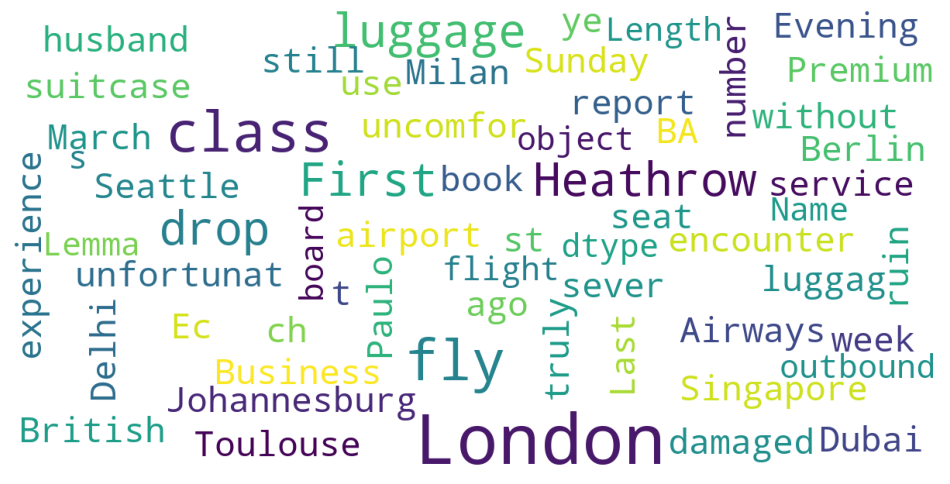 husband
luggage
ye
Length
Evening
still
Milan
Sunday
number
Premium
suitcase
use
report
without
March
class
uncomfor
object
BA
Berlin
s
experience
Seattle
First
book
Heathrow
service
drop
board
airport
st
seat
dtype
encounter
Name
ruin
Lemma
unfortunat
t
Paulo
flight
sever
luggag
Delhi
Ec
ch
ago
truly
Last
Airways
week
Business
fly
outbound
Johannesburg
Singapore
British
Toulouse
London
damaged
Dubai